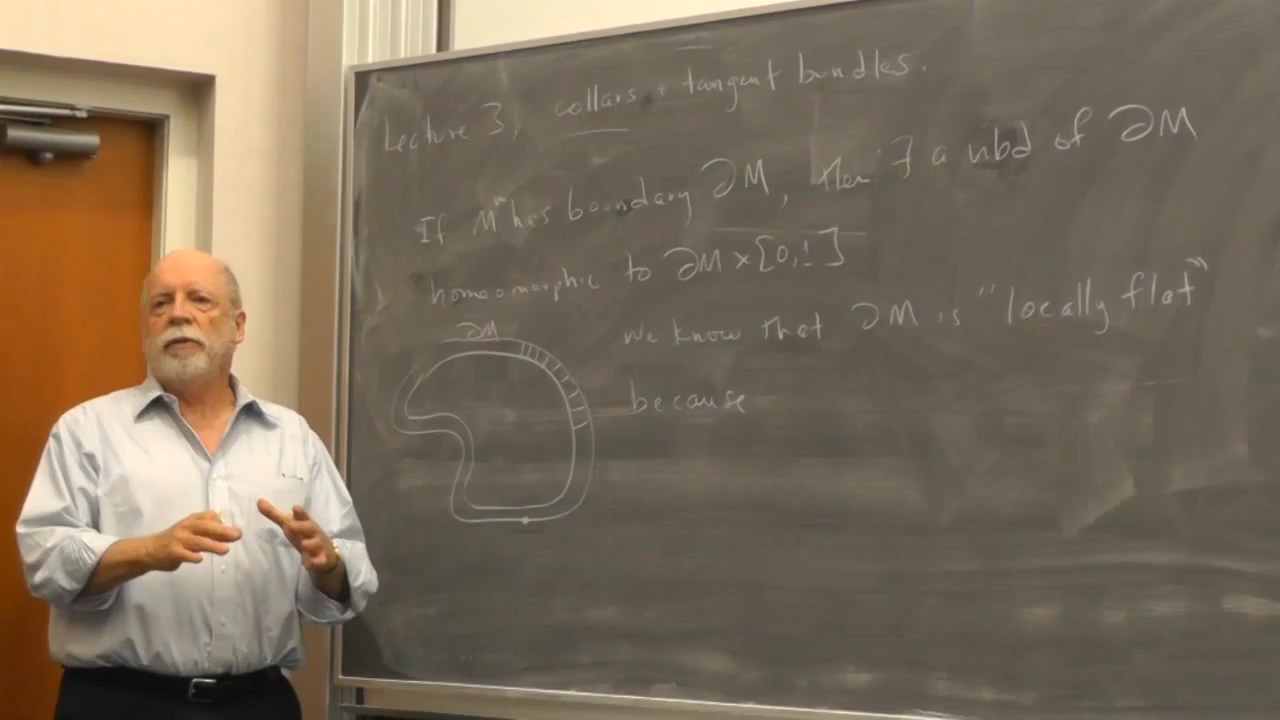 Lecture 3, collars + tangent bundles.
If Mⁿ has boundary ∂M, then ∃ a nbd of ∂M
homeomorphic to ∂M × [0,1]
∂M
We know that ∂M is "locally flat"
because